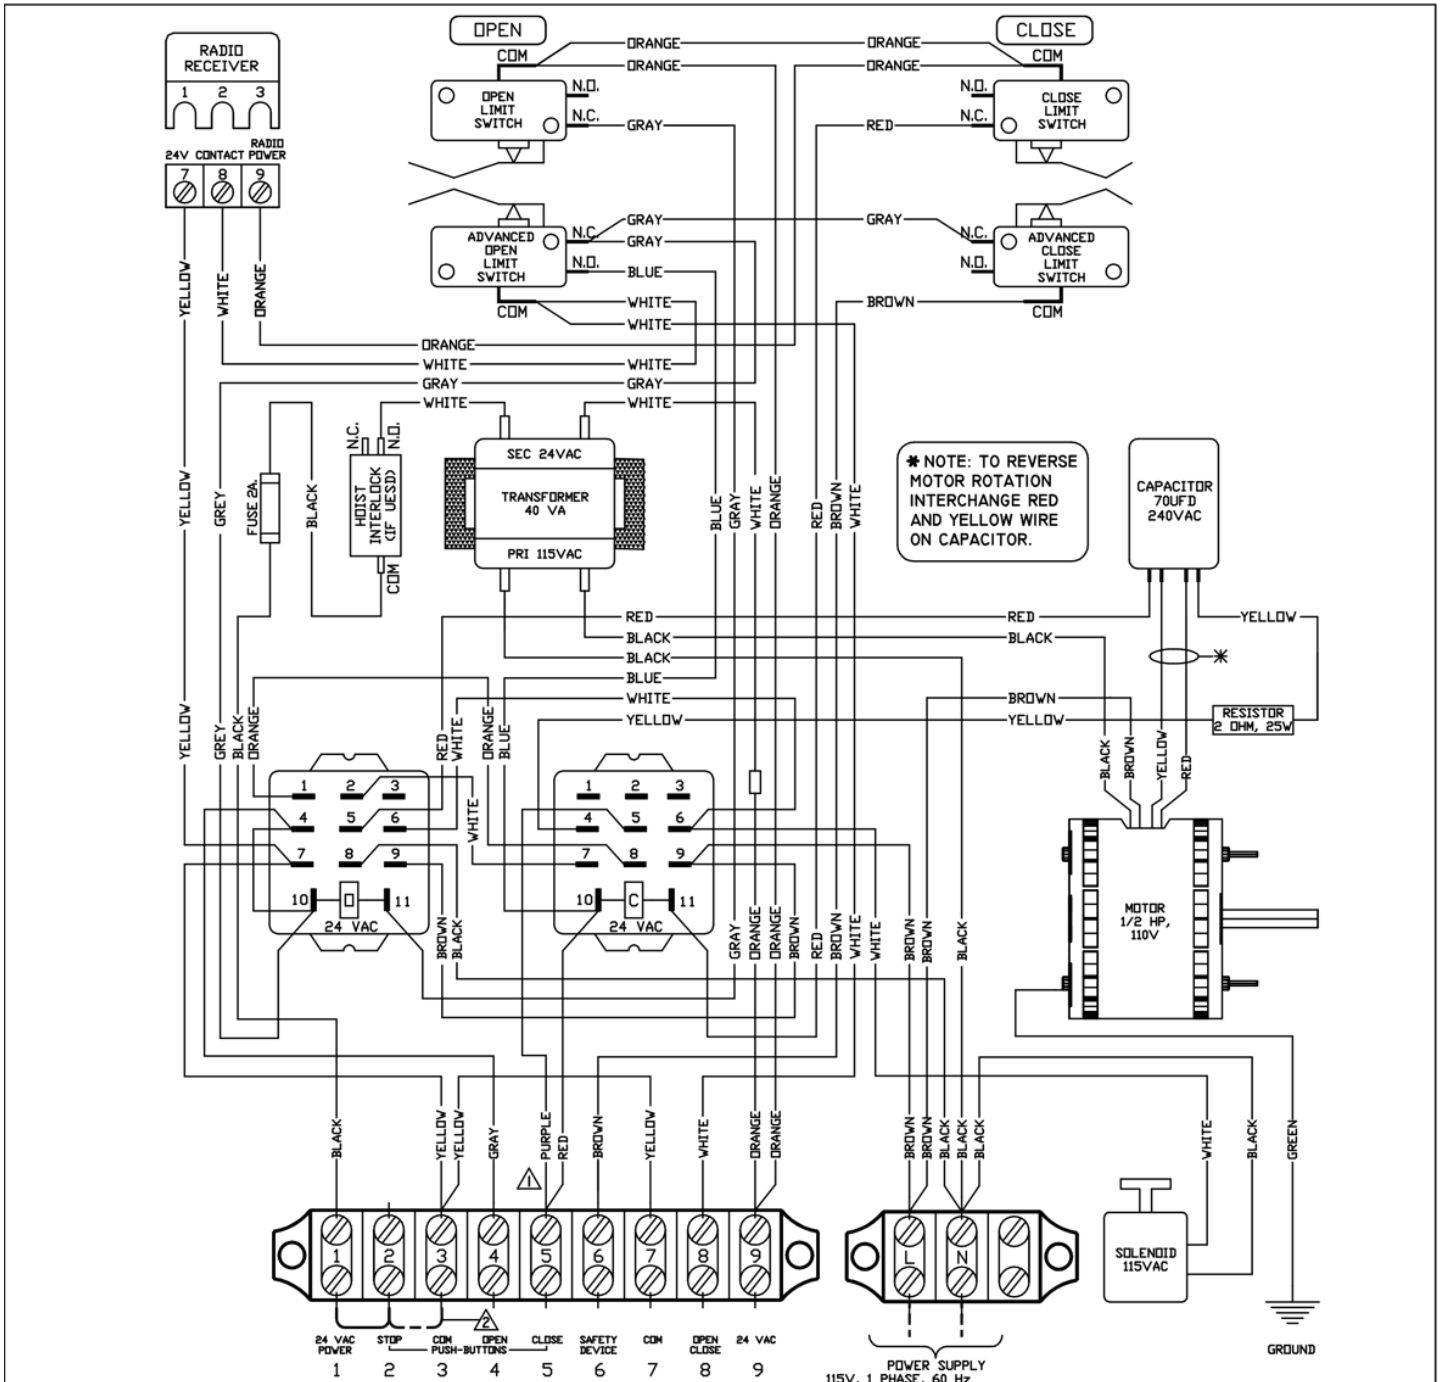 OPEN
CLOSE
RADIO
RECEIVER
1 2 3
24V CONTACT RADIO POWER
7 8 9
COM
ORANGE
ORANGE
COM
ORANGE
ORANGE
N.O.
N.O.
OPEN
LIMIT
SWITCH
CLOSE
LIMIT
SWITCH
N.C.
GRAY
RED
N.C.
N.C.
GRAY
GRAY
N.C.
ADVANCED
OPEN
LIMIT
SWITCH
ADVANCED
CLOSE
LIMIT
SWITCH
GRAY
N.O.
BLUE
N.O.
COM
WHITE
BROWN
COM
WHITE
YELLOW
WHITE
ORANGE
ORANGE
WHITE
WHITE
GRAY
GRAY
WHITE
WHITE
N.C.
N.O.
SEC 24VAC
TRANSFORMER
40 VA
PRI 115VAC
HOIST
INTERLOCK
(IF UESD)
COM
FUSE 2A.
YELLOW
GREY
BLACK
BLUE
GRAY
WHITE
ORANGE
RED
BROWN
WHITE
* NOTE: TO REVERSE
MOTOR ROTATION
INTERCHANGE RED
AND YELLOW WIRE
ON CAPACITOR.
CAPACITOR
70UFD
240VAC
RED
RED
YELLOW
BLACK
BLACK
BLACK
*
BLUE
WHITE
BROWN
YELLOW
YELLOW
RESISTOR
2 OHM, 25W
YELLOW
GREY
BLACK
ORANGE
RED
WHITE
ORANGE
BLUE
BLACK
BROWN
YELLOW
RED
1 2 3
4 5 6
7 8 9
10 O 11
24 VAC
WHITE
1 2 3
4 5 6
7 8 9
10 C 11
24 VAC
MOTOR
1/2 HP,
110V
BROWN
BLACK
GRAY
ORANGE
ORANGE
BROWN
RED
BROWN
WHITE
WHITE
BROWN
BROWN
BLACK
BLACK
YELLOW
YELLOW
GRAY
PURPLE
RED
BROWN
YELLOW
WHITE
ORANGE
ORANGE
BROWN
BROWN
BLACK
BLACK
BLACK
WHITE
BLACK
GREEN
1
1 2 3 4 5 6 7 8 9
L N
SOLENOID
115VAC
2
24 VAC
POWER
STOP
COM
OPEN
CLOSE
PUSH-BUTTONS
SAFETY
DEVICE
COM
OPEN
CLOSE
24 VAC
1 2 3 4 5 6 7 8 9
GROUND
POWER SUPPLY
115V, 1 PHASE, 60 Hz